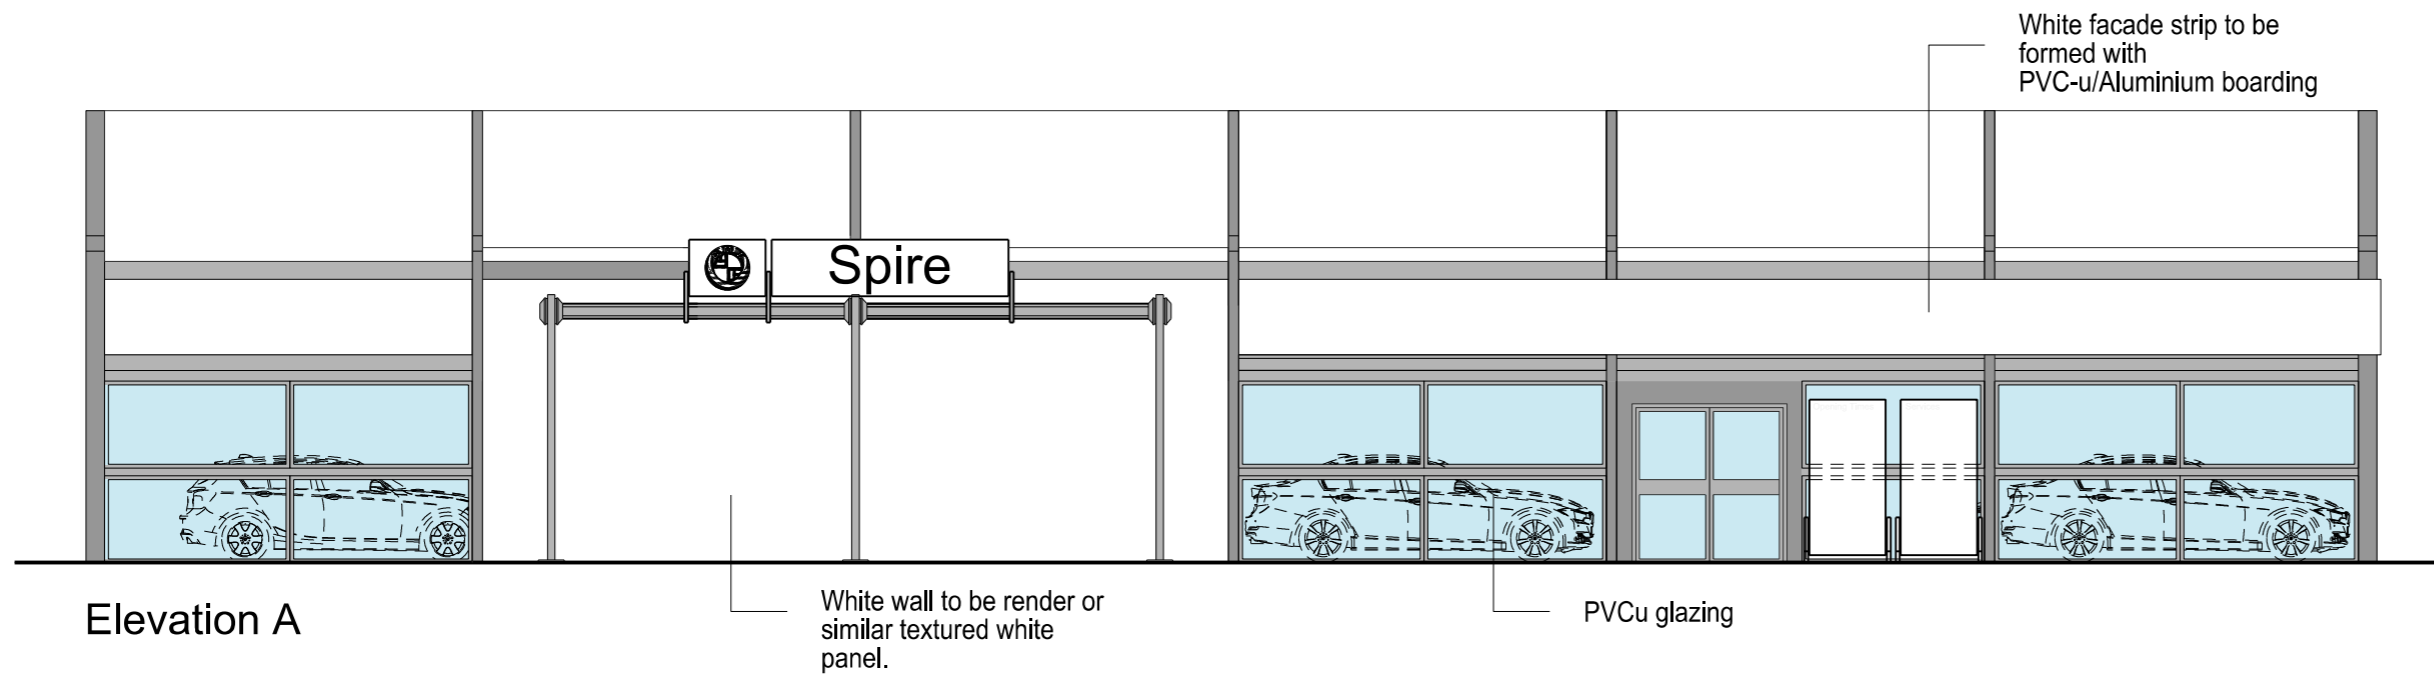 White facade strip to be
formed with
PVC-u/Aluminium boarding
Spire
Elevation A
White wall to be render or
similar textured white
panel.
PVCu glazing